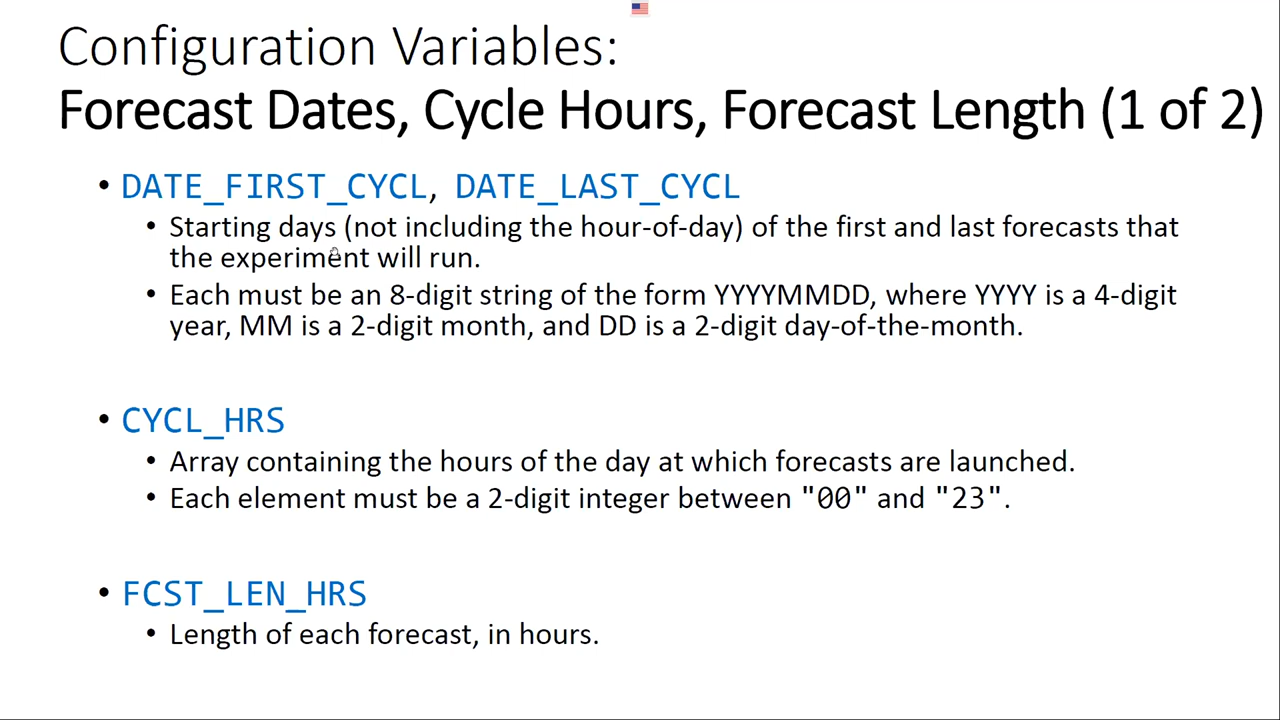 Configuration Variables:
Forecast Dates, Cycle Hours, Forecast Length (1 of 2)
• DATE_FIRST_CYCL, DATE_LAST_CYCL
• Starting days (not including the hour-of-day) of the first and last forecasts that
the experiment will run.
• Each must be an 8-digit string of the form YYYYMMDD, where YYYY is a 4-digit
year, MM is a 2-digit month, and DD is a 2-digit day-of-the-month.
• CYCL_HRS
• Array containing the hours of the day at which forecasts are launched.
• Each element must be a 2-digit integer between "00" and "23".
• FCST_LEN_HRS
• Length of each forecast, in hours.